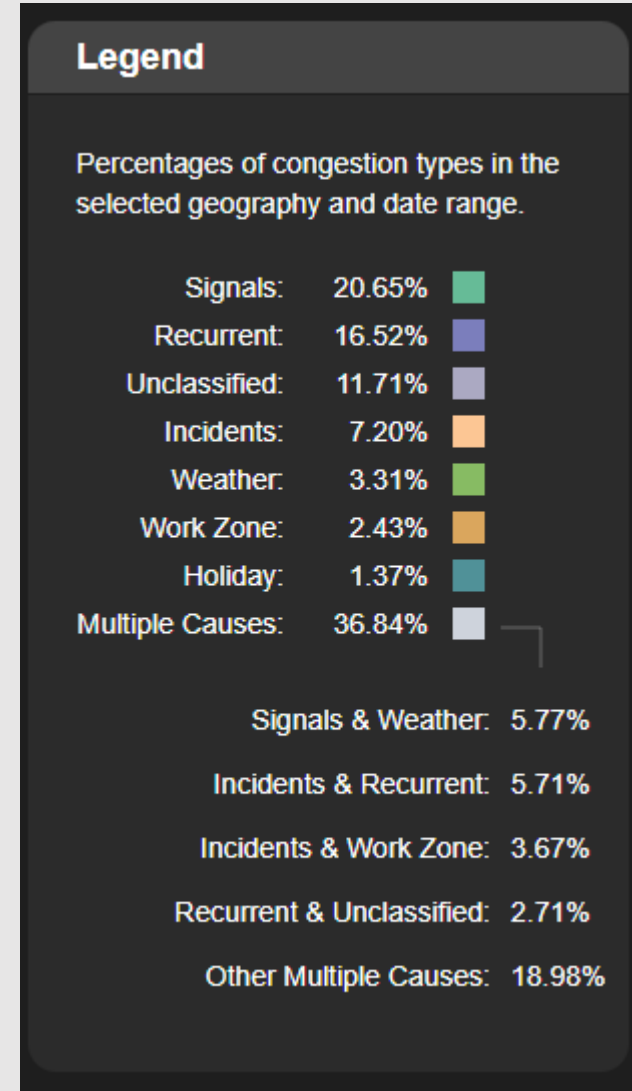 Legend
Percentages of congestion types in the
selected geography and date range.
Signals: 20.65%
Recurrent: 16.52%
Unclassified: 11.71%
Incidents: 7.20%
Weather: 3.31%
Work Zone: 2.43%
Holiday: 1.37%
Multiple Causes: 36.84%
Signals & Weather: 5.77%
Incidents & Recurrent: 5.71%
Incidents & Work Zone: 3.67%
Recurrent & Unclassified: 2.71%
Other Multiple Causes: 18.98%